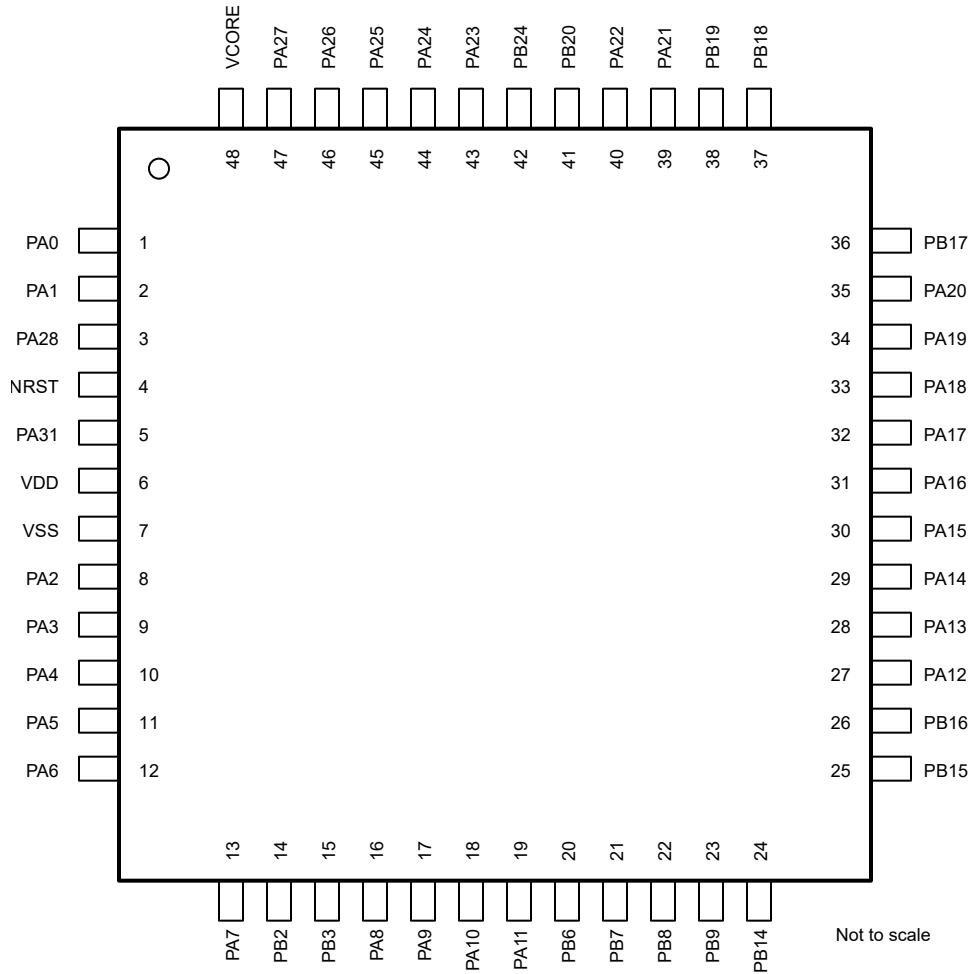 VCORE PA27 PA26 PA25 PA24 PA23 PB24 PB20 PA22 PA21 PB19 PB18
48 47 46 45 44 43 42 41 40 39 38 37
PA0 1 36 PB17
PA1 2 35 PA20
PA28 3 34 PA19
NRST 4 33 PA18
PA31 5 32 PA17
VDD 6 31 PA16
VSS 7 30 PA15
PA2 8 29 PA14
PA3 9 28 PA13
PA4 10 27 PA12
PA5 11 26 PB16
PA6 12 25 PB15
13 14 15 16 17 18 19 20 21 22 23 24
PA7 PB2 PB3 PA8 PA9 PA10 PA11 PB6 PB7 PB8 PB9 PB14
Not to scale